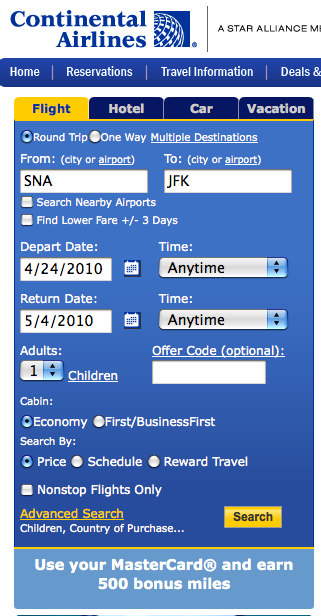 Continental
Airlines
A STAR ALLIANCE ME
Home Reservations Travel Information Deals &
Flight Hotel Car Vacation
Round Trip One Way Multiple Destinations
From: (city or airport) To: (city or airport)
SNA JFK
Search Nearby Airports
Find Lower Fare +/- 3 Days
Depart Date: Time:
4/24/2010 Anytime
Return Date: Time:
5/4/2010 Anytime
Adults: Offer Code (optional):
1 Children
Cabin:
Economy First/BusinessFirst
Search By:
Price Schedule Reward Travel
Nonstop Flights Only
Advanced Search Search
Children, Country of Purchase...
Use your MasterCard® and earn
500 bonus miles